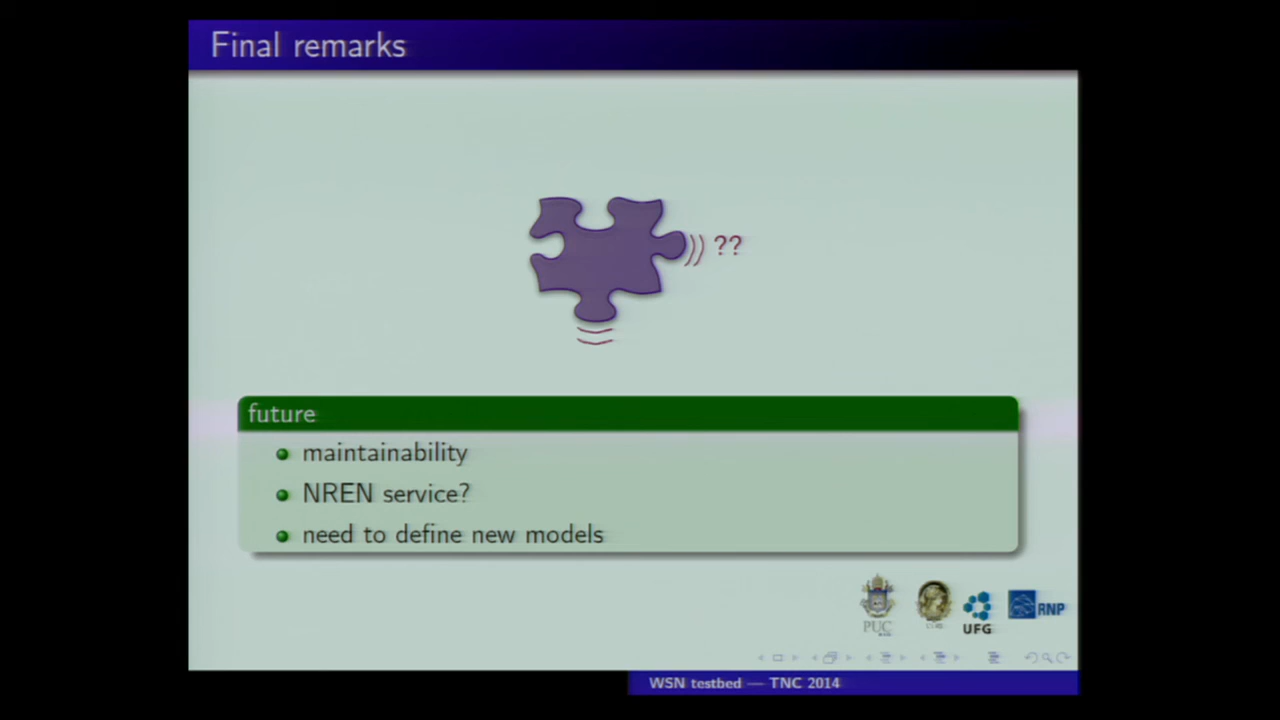 Final remarks
??
future
maintainability
NREN service?
need to define new models
PUC
UFG
RNP
WSN testbed — TNC 2014